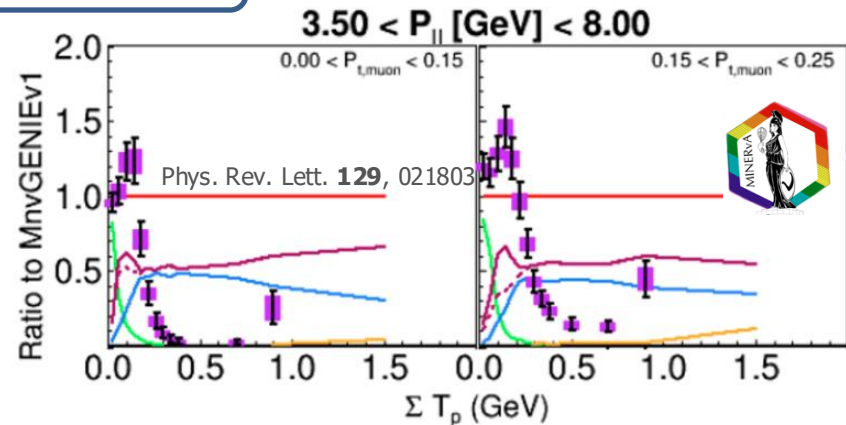 3.50 < P|| [GeV] < 8.00
0.00 < Pt,muon < 0.15
0.15 < Pt,muon < 0.25
Phys. Rev. Lett. 129, 021803
MINERvA
Ratio to MnvGENIEv1
2.0
1.5
1.0
0.5
0.0 0.5 1.0 1.5 0.0 0.5 1.0 1.5
Σ Tp (GeV)